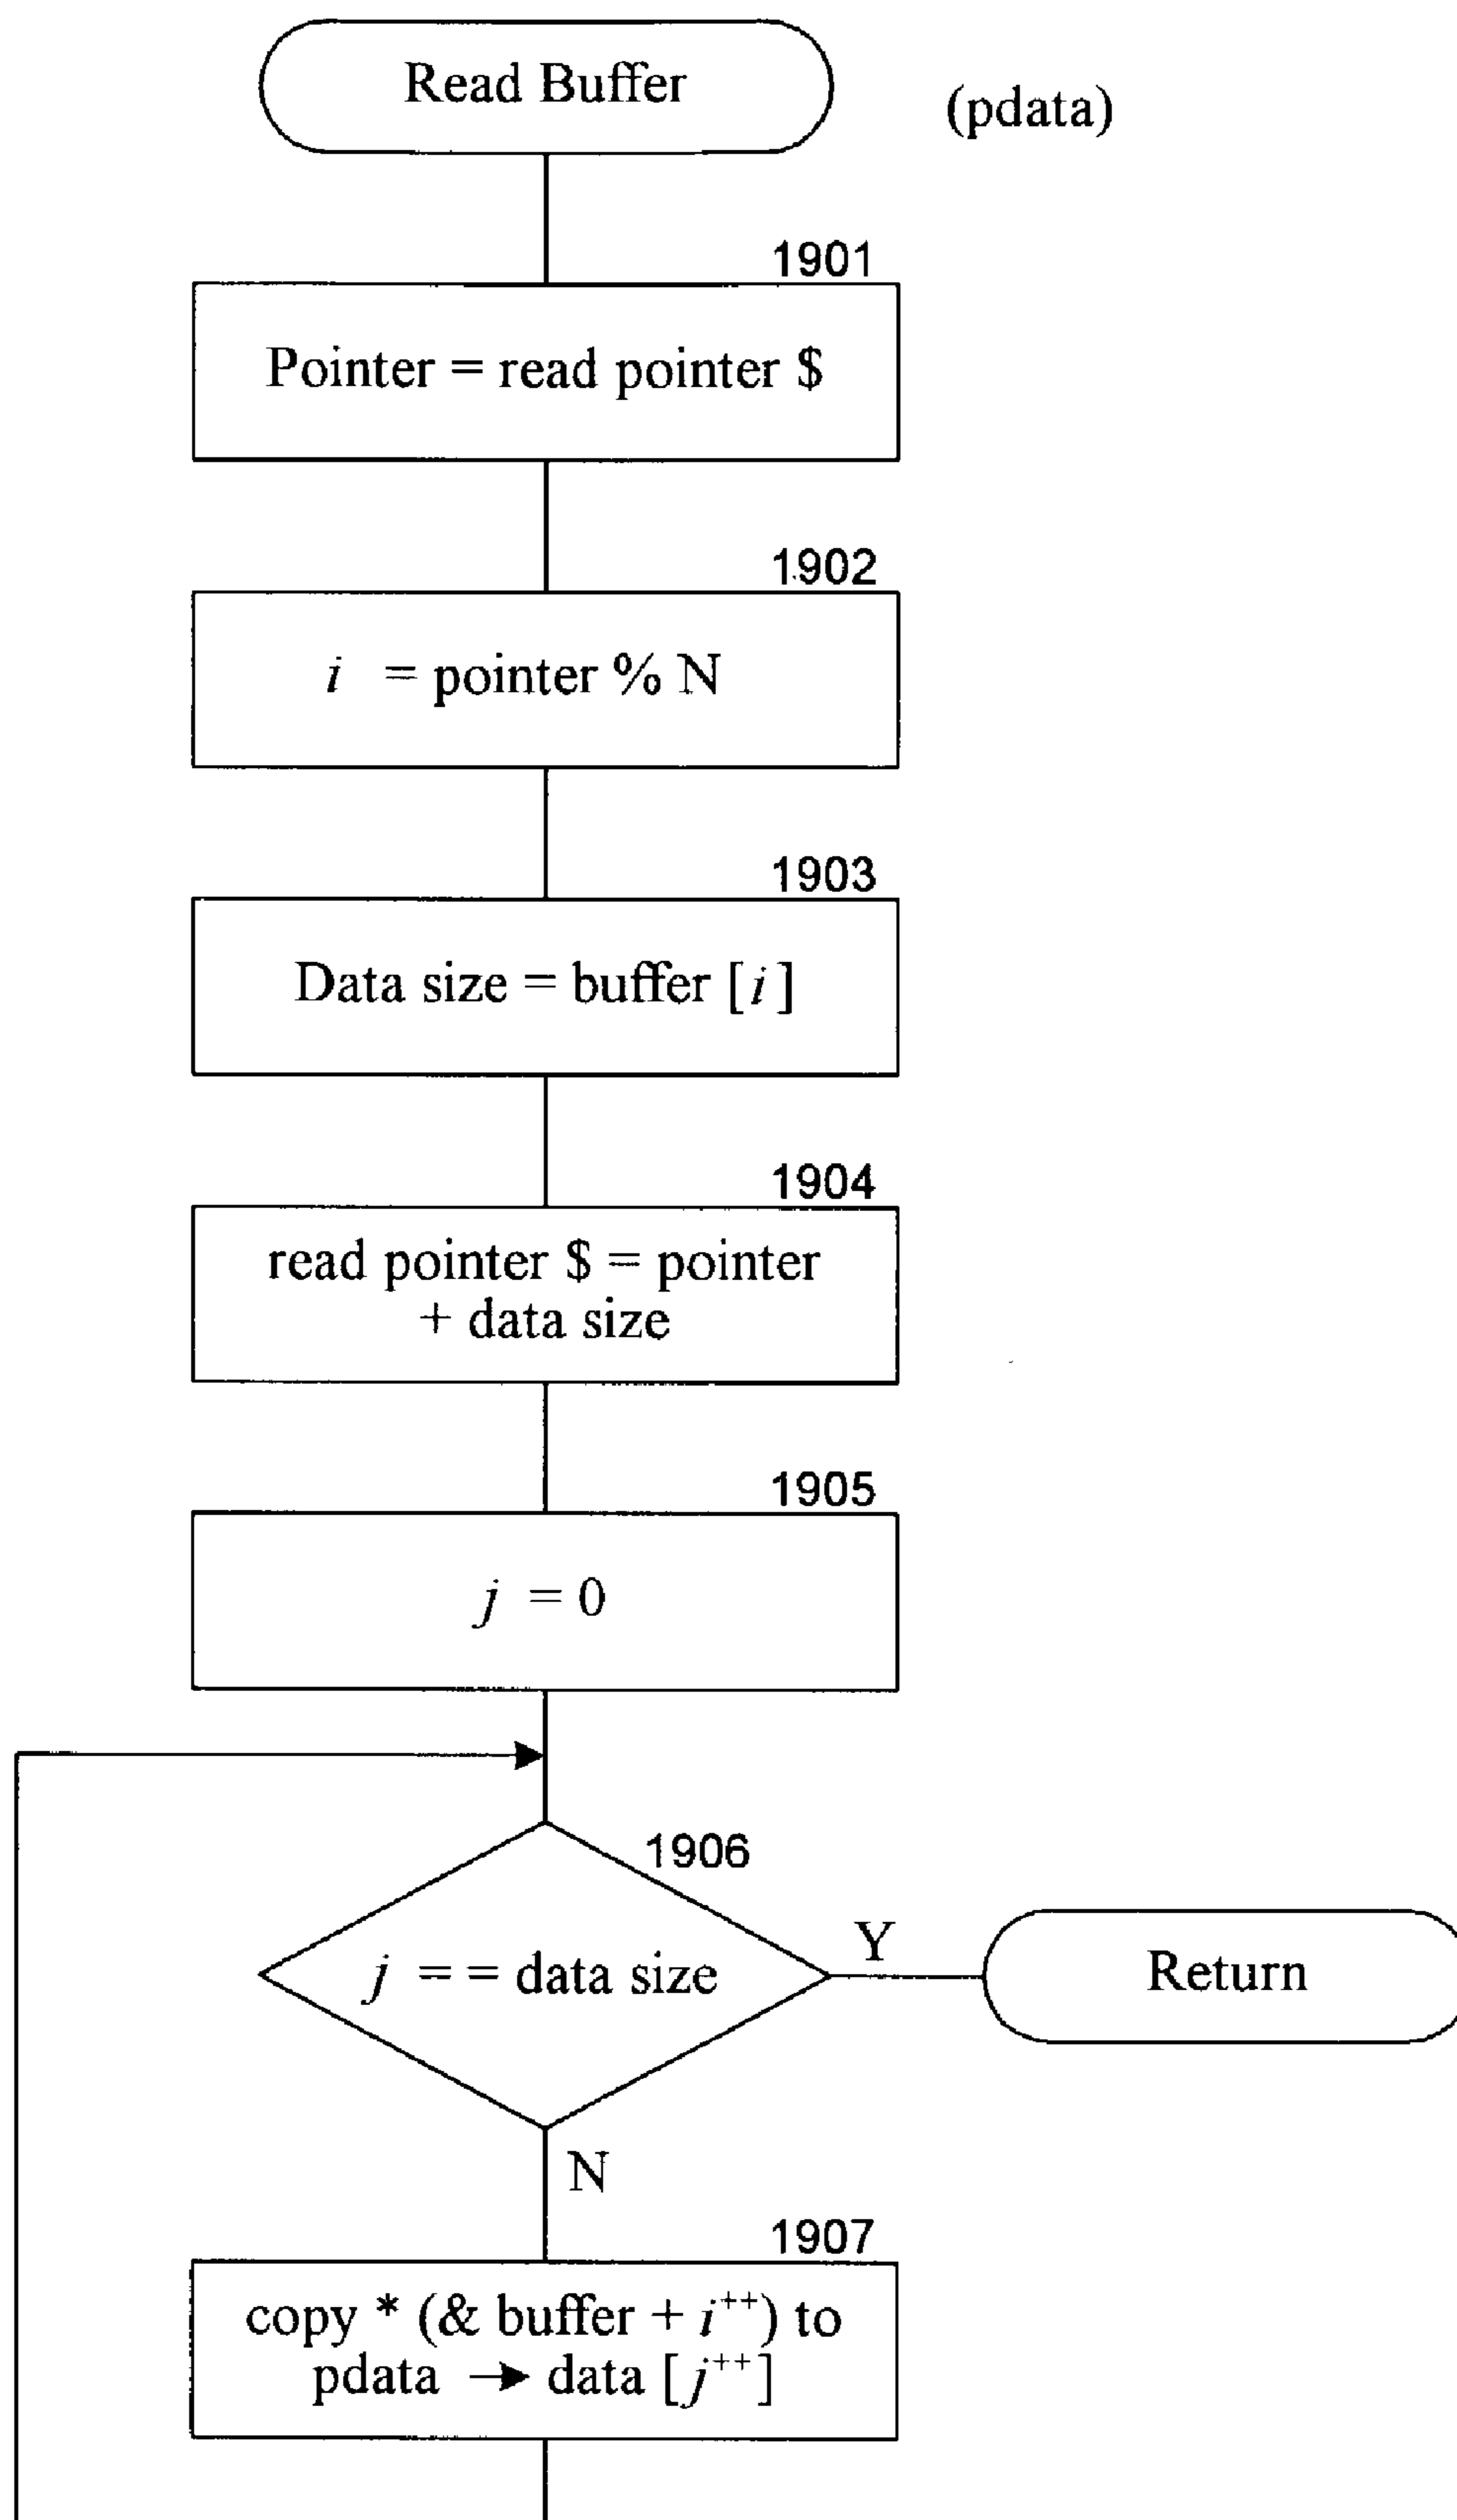 Read Buffer
(pdata)
1901
Pointer = read pointer $
1902
i = pointer % N
1903
Data size = buffer [i]
1904
read pointer $ = pointer
+ data size
1905
j = 0
1906
j = = data size
Y
Return
N
1907
copy * (& buffer + i++) to
pdata → data [j++]